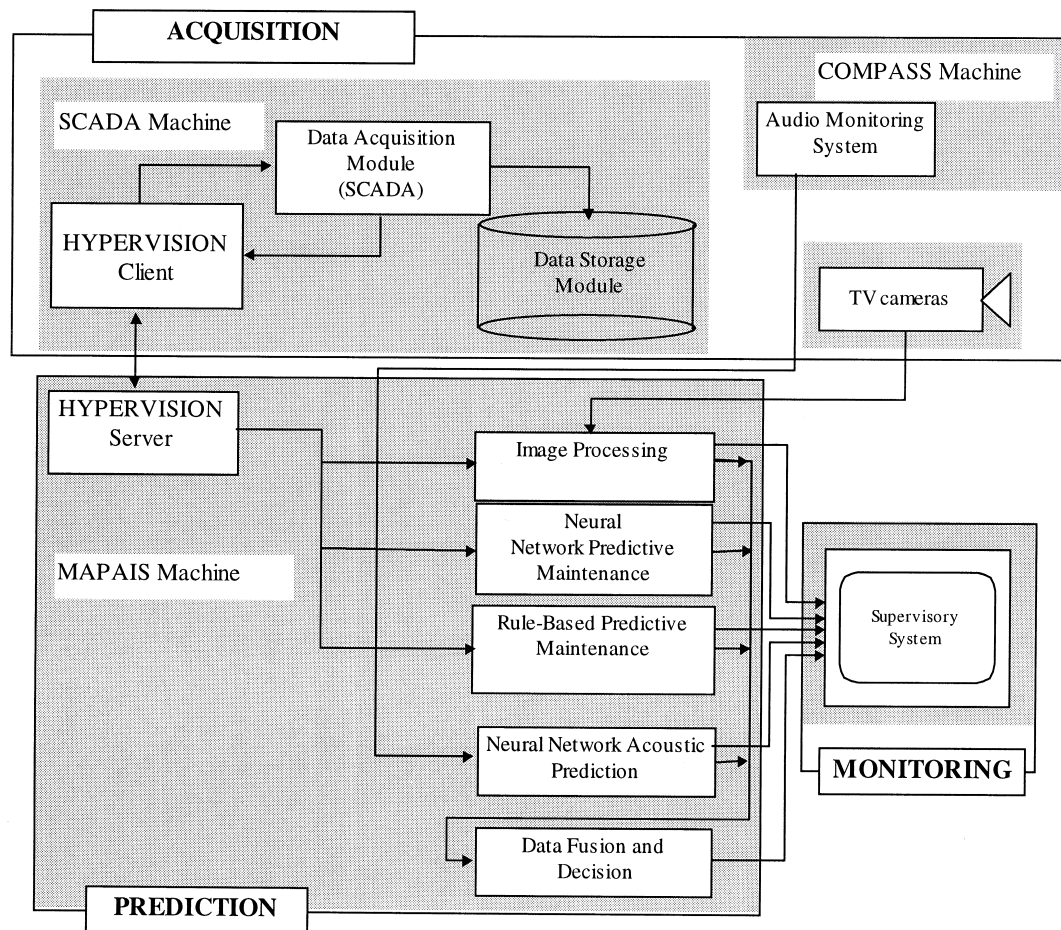 ACQUISITION
COMPASS Machine
SCADA Machine
Data Acquisition
Module
(SCADA)
Audio Monitoring
System
HYPERVISION
Client
Data Storage
Module
TV cameras
HYPERVISION
Server
Image Processing
Neural
Network Predictive
Maintenance
MAPAIS Machine
Rule-Based Predictive
Maintenance
Supervisory
System
Neural Network Acoustic
Prediction
MONITORING
Data Fusion and
Decision
PREDICTION